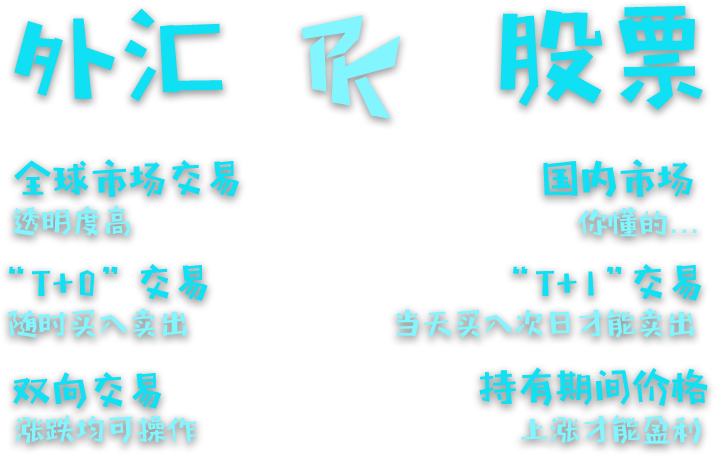 外汇 PK 股票
全球市场交易 国内市场
透明度高 你懂的...
“T+0” 交易 “T+1”交易
随时买入卖出 当天买入次日才能卖出
双向交易 持有期间价格
涨跌均可操作 上涨才能盈利